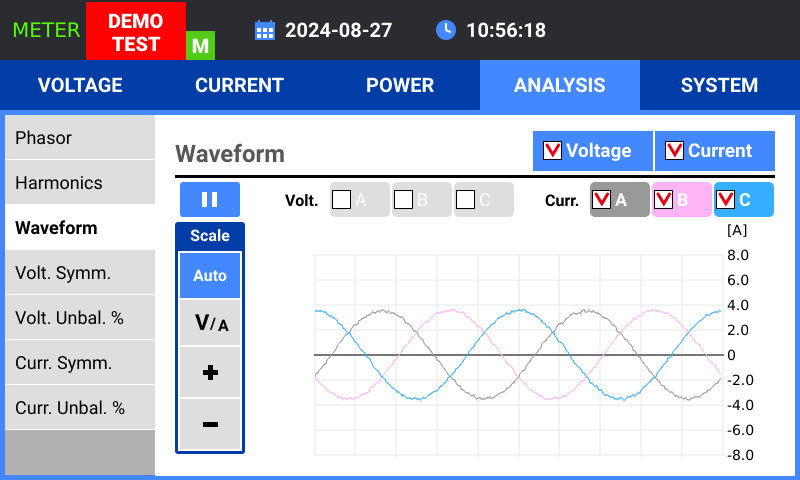 METER
DEMO
TEST
M
2024-08-27
10:56:18
VOLTAGE
CURRENT
POWER
ANALYSIS
SYSTEM
Phasor
Harmonics
Waveform
Volt. Symm.
Volt. Unbal. %
Curr. Symm.
Curr. Unbal. %
Waveform
Voltage
Current
Volt.
A
B
C
Curr.
A
B
C
Scale
Auto
V/A
+
-
[A]
8.0
6.0
4.0
2.0
0
-2.0
-4.0
-6.0
-8.0